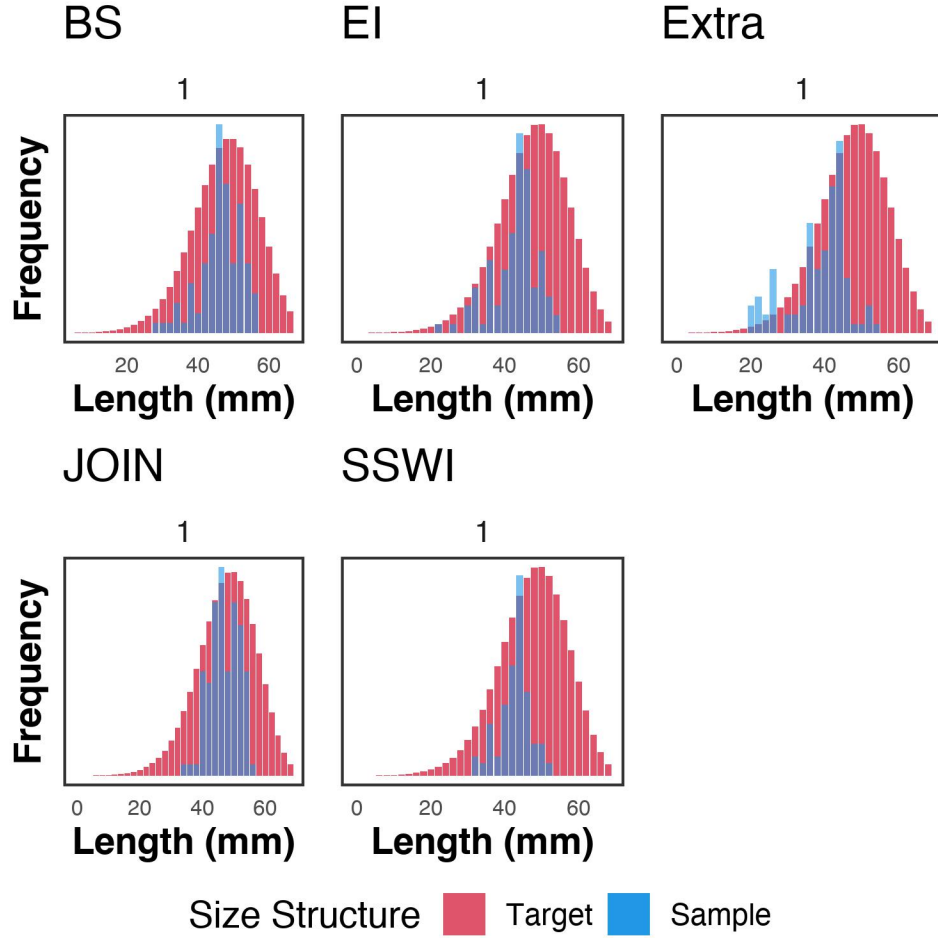 BS
EI
Extra
1
1
1
Frequency
20 40 60
0 20 40 60
0 20 40 60
Length (mm)
Length (mm)
Length (mm)
JOIN
SSWI
1
1
Frequency
0 20 40 60
0 20 40 60
Length (mm)
Length (mm)
Size Structure Target Sample